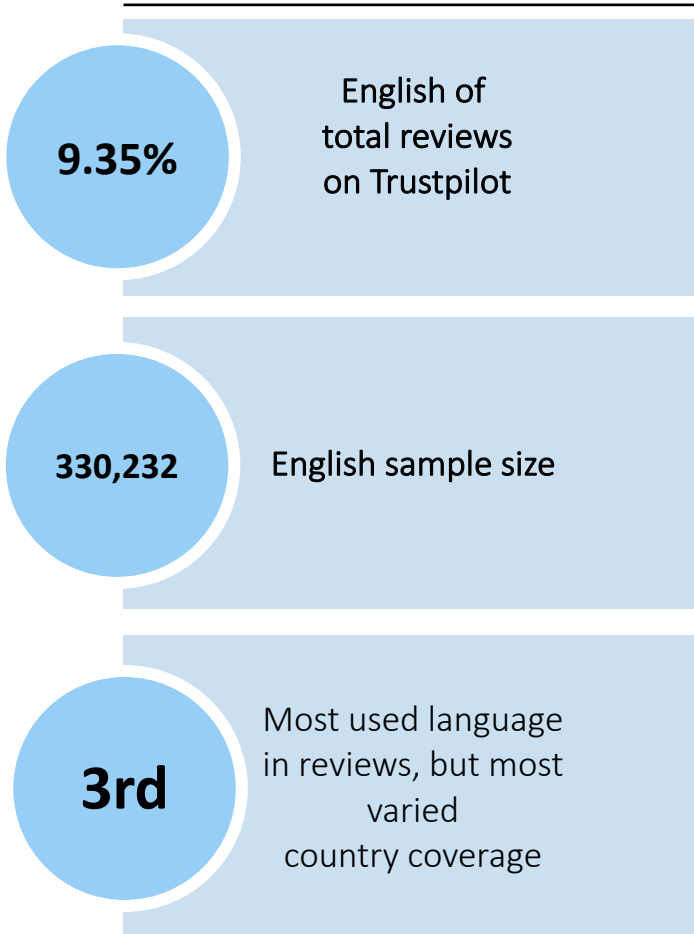 9.35%
English of
total reviews
on Trustpilot
330,232
English sample size
3rd
Most used language
in reviews, but most
varied
country coverage